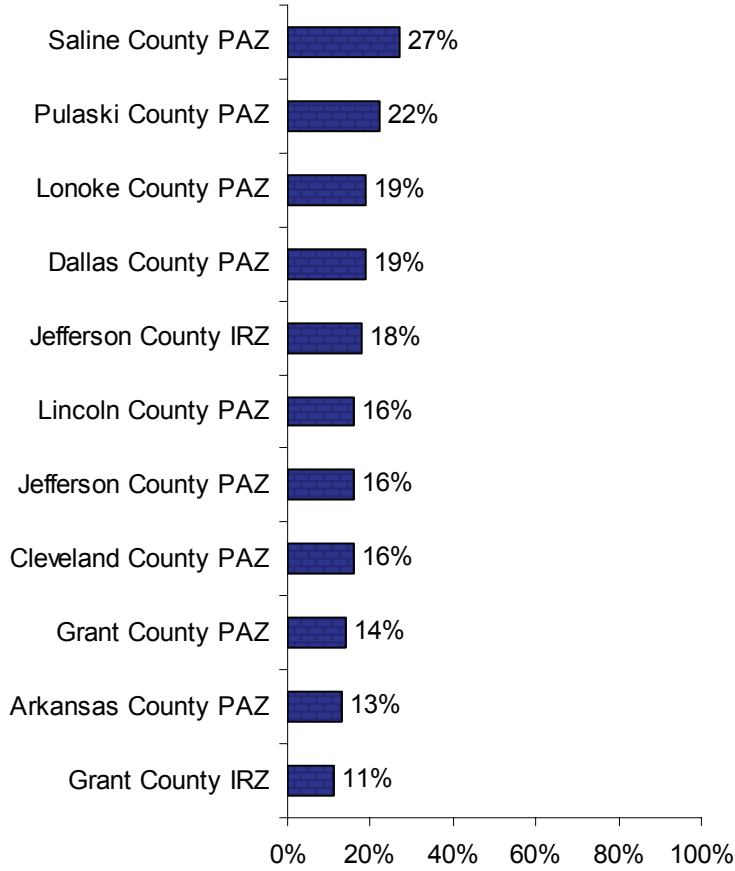 Saline County PAZ 27%
Pulaski County PAZ 22%
Lonoke County PAZ 19%
Dallas County PAZ 19%
Jefferson County IRZ 18%
Lincoln County PAZ 16%
Jefferson County PAZ 16%
Cleveland County PAZ 16%
Grant County PAZ 14%
Arkansas County PAZ 13%
Grant County IRZ 11%
0% 20% 40% 60% 80% 100%